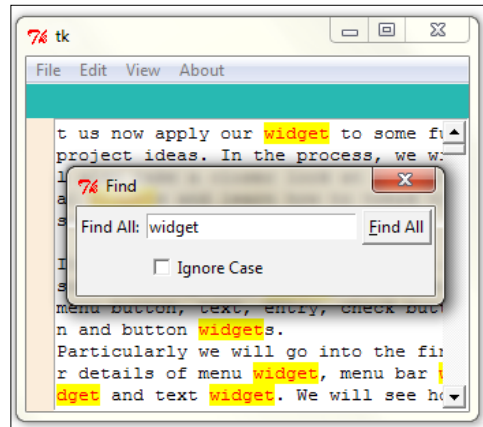 tk
File Edit View About
t us now apply our widget to some fu
project ideas. In the process, we wi
l
a
s
Find
Find All: widget Find All
Ignore Case
I
s
menu button, text, entry, check butt
n and button widgets.
Particularly we will go into the fin
r details of menu widget, menu bar w
dget and text widget. We will see ho